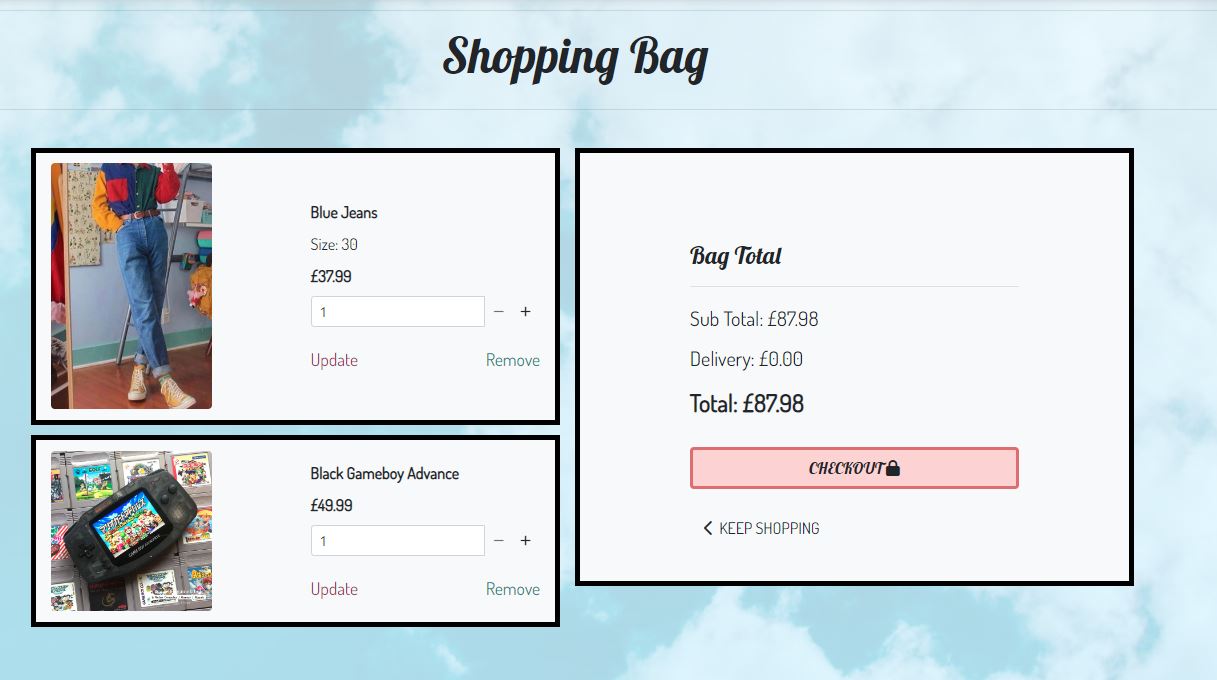 Shopping Bag
Blue Jeans
Size: 30
£37.99
1
Update
Remove
Black Gameboy Advance
£49.99
1
Update
Remove
Bag Total
Sub Total: £87.98
Delivery: £0.00
Total: £87.98
CHECKOUT
KEEP SHOPPING